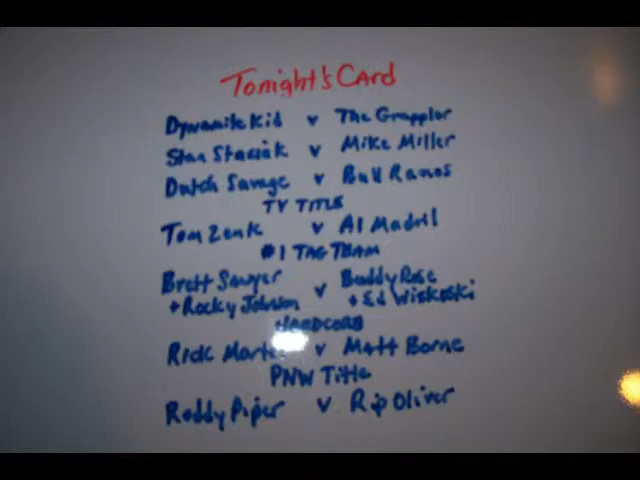 Tonight's Card
Dynamite Kid v The Grappler
Stan Stasiak v Mike Miller
Dutch Savage v Bull Ramos
TV TITLE
Tom Zenk v Al Madril
#1 TAG TEAM
Brett Sawyer v Buddy Rose
+ Rocky Johnson + Ed Wiskoski
HARDCORE
Rick v Matt Borne
PNW Title
Roddy Piper v Rip Oliver